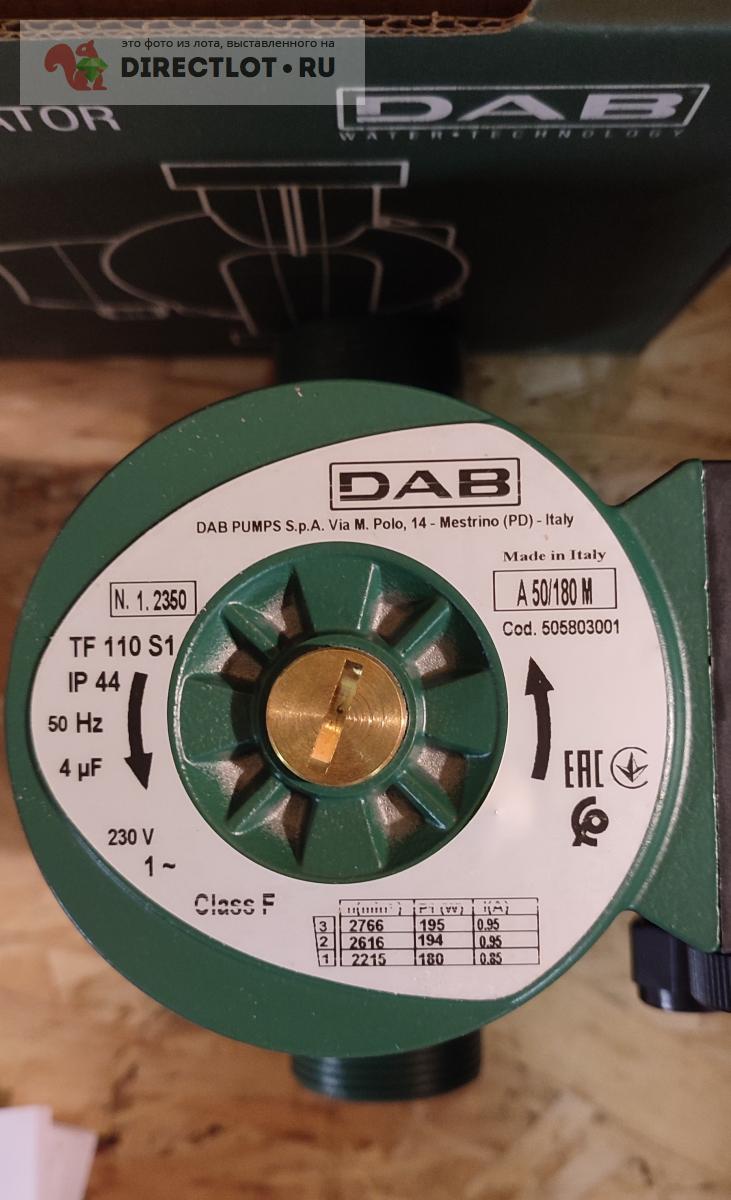 это фото из лота, выставленного на
DIRECTLOT.RU
ATOR
DAB
WATER•TECHNOLOGY
DAB
DAB PUMPS S.p.A. Via M. Polo, 14 - Mestrino (PD) - Italy
Made in Italy
N. 1. 2350
A 50/180 M
Cod. 505803001
TF 110 S1
IP 44
50 Hz
4 µF
EAC
230 V
1 ~
Class F
n(min⁻¹) P1 (W) I(A)
3 2766 195 0.95
2 2616 194 0.95
1 2215 180 0.85